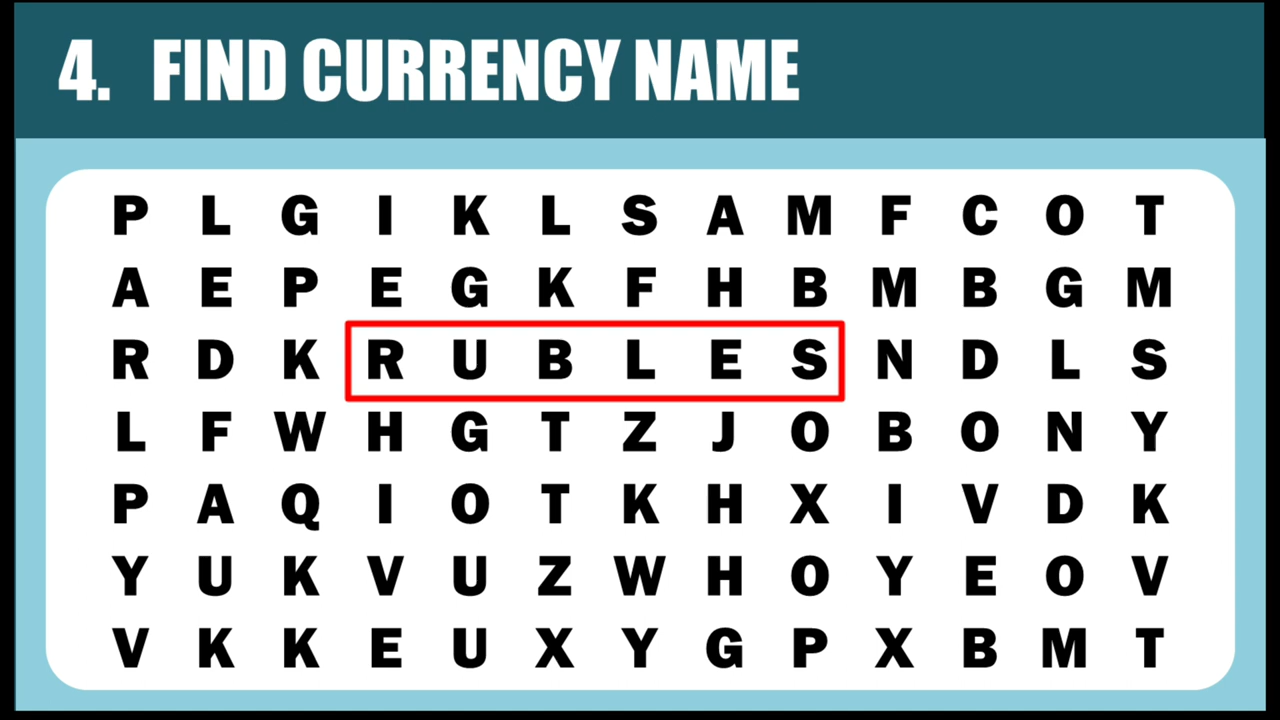 4. FIND CURRENCY NAME
P L G I K L S A M F C O T
A E P E G K F H B M B G M
R D K R U B L E S N D L S
L F W H G T Z J O B O N Y
P A Q I O T K H X I V D K
Y U K V U Z W H O Y E O V
V K K E U X Y G P X B M T